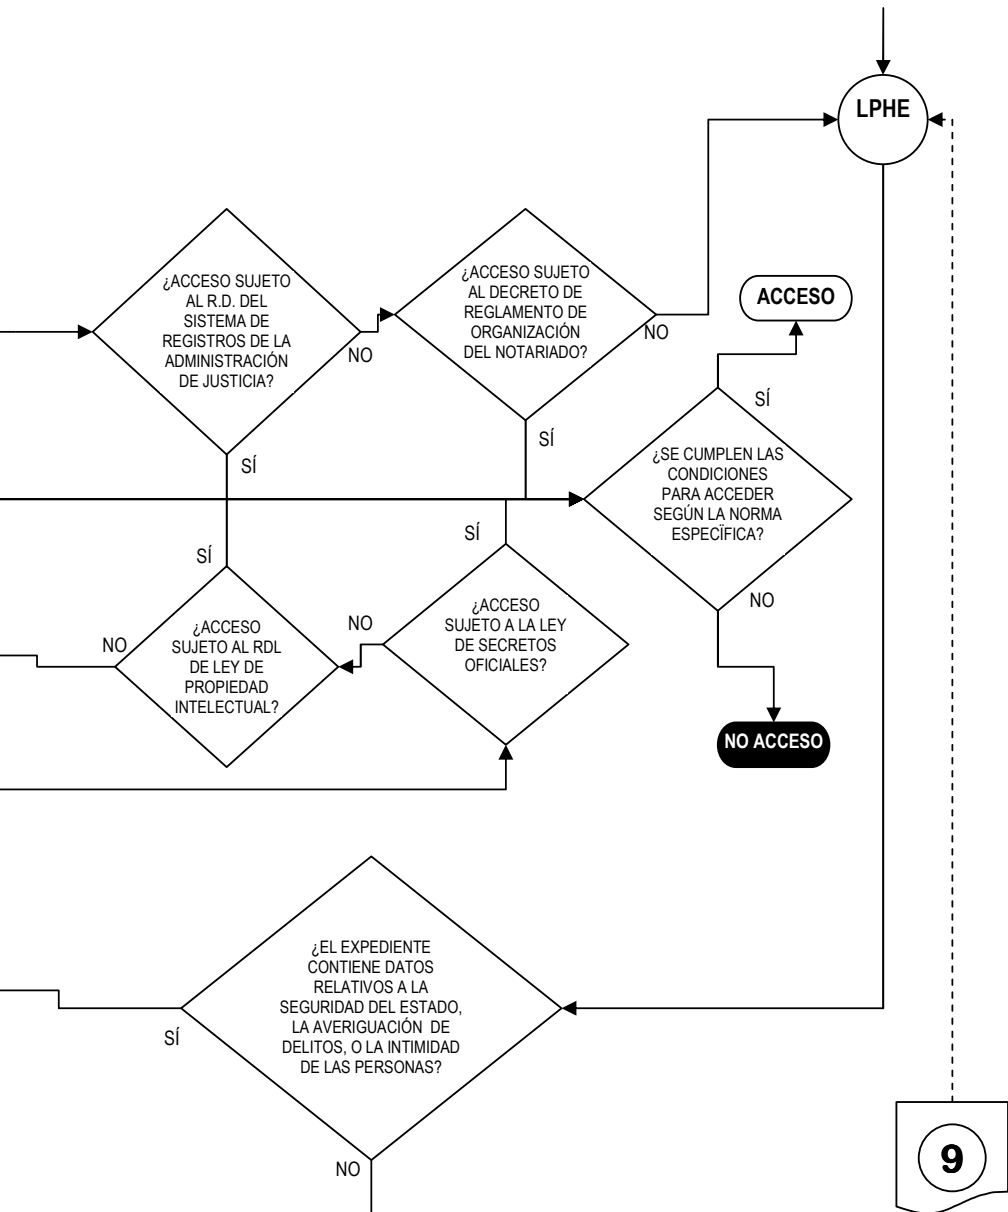 LPHE
¿ACCESO SUJETO
AL R.D. DEL
SISTEMA DE
REGISTROS DE LA
ADMINISTRACIÓN
DE JUSTICIA?
NO
SÍ
¿ACCESO SUJETO
AL DECRETO DE
REGLAMENTO DE
ORGANIZACIÓN
DEL NOTARIADO?
NO
SÍ
ACCESO
SÍ
¿SE CUMPLEN LAS
CONDICIONES
PARA ACCEDER
SEGÚN LA NORMA
ESPECÏFICA?
NO
NO ACCESO
SÍ
¿ACCESO
SUJETO AL RDL
DE LEY DE
PROPIEDAD
INTELECTUAL?
NO
SÍ
¿ACCESO
SUJETO A LA LEY
DE SECRETOS
OFICIALES?
NO
¿EL EXPEDIENTE
CONTIENE DATOS
RELATIVOS A LA
SEGURIDAD DEL ESTADO,
LA AVERIGUACIÓN DE
DELITOS, O LA INTIMIDAD
DE LAS PERSONAS?
SÍ
NO
9